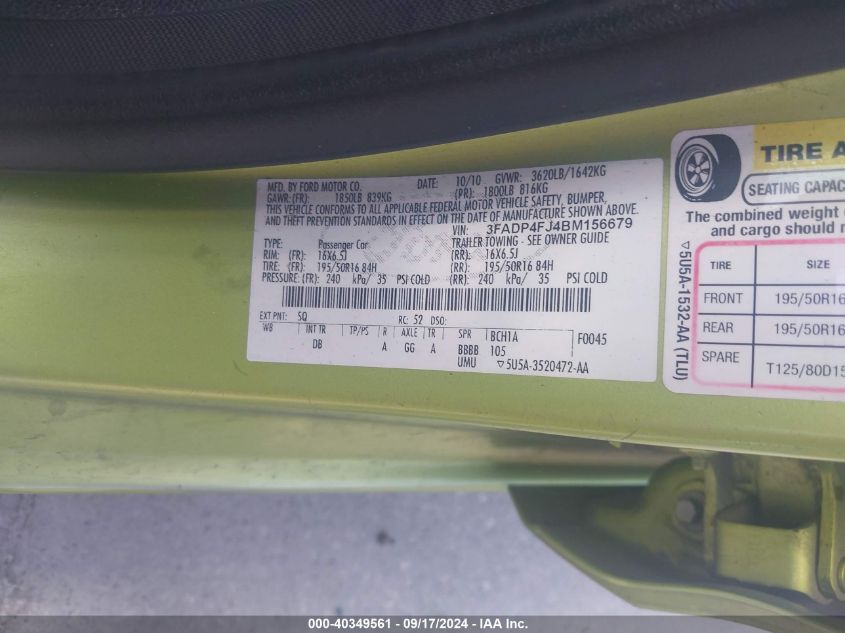 MFD. BY FORD MOTOR CO.
DATE: 10/10 GVWR: 3620LB/1642KG
GAWR: (FR): 1850LB 839KG (RR): 1800LB 816KG
THIS VEHICLE CONFORMS TO ALL APPLICABLE FEDERAL MOTOR VEHICLE SAFETY, BUMPER,
AND THEFT PREVENTION STANDARDS IN EFFECT ON THE DATE OF MANUFACTURE SHOWN ABOVE.
VIN: 3FADP4FJ4BM156679
TYPE: Passenger Car TRAILER TOWING - SEE OWNER GUIDE
RIM: (FR): 16X6.5J (RR): 16X6.5J
TIRE: (FR): 195/50R16 84H (RR): 195/50R16 84H
PRESSURE: (FR): 240 kPa/ 35 PSI COLD (RR): 240 kPa/ 35 PSI COLD
EXT PNT: SQ RC: 52 DSO:
WB INT TR TP/PS R AXLE TR SPR BCH1A F0045
DB A GG A BBBB 105
UMU ▽5U5A-3520472-AA
TIRE A
SEATING CAPACITY
The combined weight
and cargo should n
▽5U5A-1532-AA (TLU)
TIRE SIZE
FRONT 195/50R16
REAR 195/50R16
SPARE T125/80D15
000-40349561 - 09/17/2024 - IAA Inc.